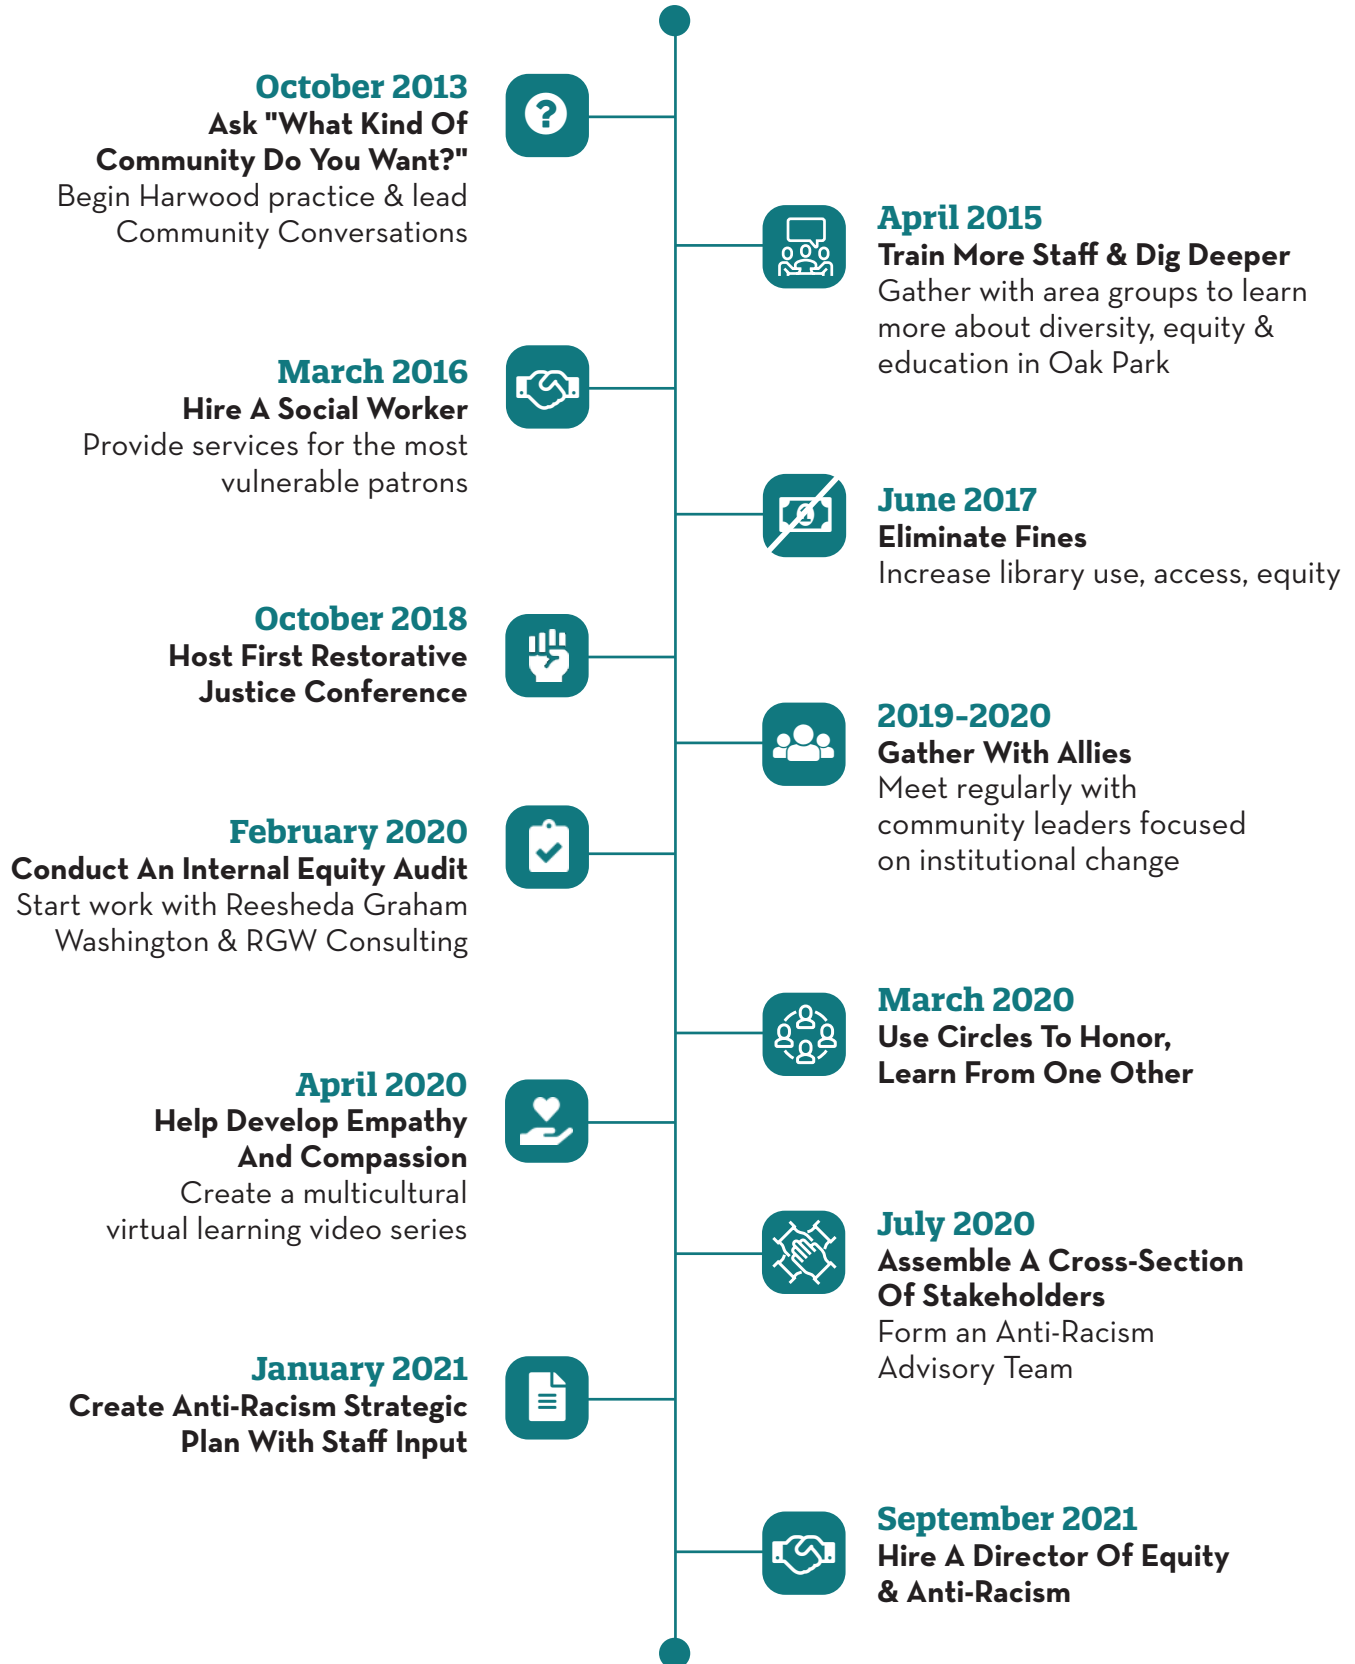 October 2013
Ask "What Kind Of
Community Do You Want?"
Begin Harwood practice & lead
Community Conversations
April 2015
Train More Staff & Dig Deeper
Gather with area groups to learn
more about diversity, equity &
education in Oak Park
March 2016
Hire A Social Worker
Provide services for the most
vulnerable patrons
June 2017
Eliminate Fines
Increase library use, access, equity
October 2018
Host First Restorative
Justice Conference
2019-2020
Gather With Allies
Meet regularly with
community leaders focused
on institutional change
February 2020
Conduct An Internal Equity Audit
Start work with Reesheda Graham
Washington & RGW Consulting
March 2020
Use Circles To Honor,
Learn From One Other
April 2020
Help Develop Empathy
And Compassion
Create a multicultural
virtual learning video series
July 2020
Assemble A Cross-Section
Of Stakeholders
Form an Anti-Racism
Advisory Team
January 2021
Create Anti-Racism Strategic
Plan With Staff Input
September 2021
Hire A Director Of Equity
& Anti-Racism